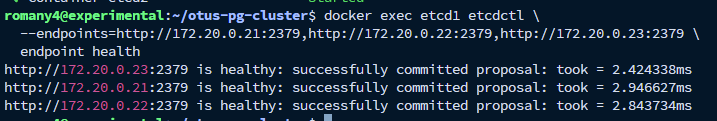 romany4@experimental:~/otus-pg-cluster$ docker exec etcd1 etcdctl \
  --endpoints=http://172.20.0.21:2379,http://172.20.0.22:2379,http://172.20.0.23:2379 \
  endpoint health
http://172.20.0.23:2379 is healthy: successfully committed proposal: took = 2.424338ms
http://172.20.0.21:2379 is healthy: successfully committed proposal: took = 2.946627ms
http://172.20.0.22:2379 is healthy: successfully committed proposal: took = 2.843734ms